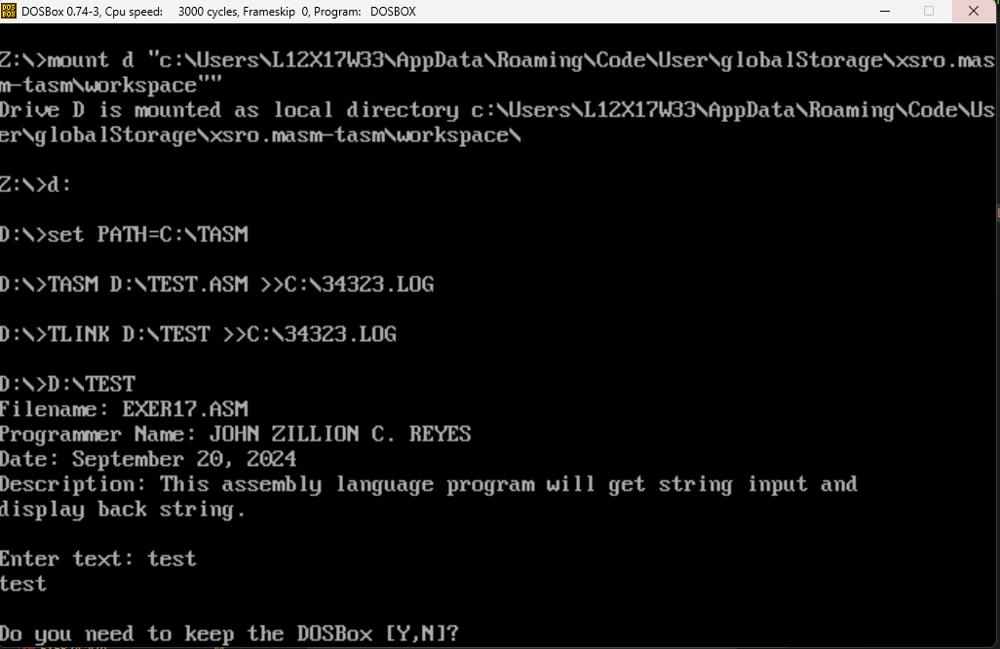 DOS
BOX
DOSBox 0.74-3, Cpu speed: 3000 cycles, Frameskip 0, Program: DOSBOX
Z:\>mount d "c:\Users\L12X17W33\AppData\Roaming\Code\User\globalStorage\xsro.mas
m-tasm\workspace""
Drive D is mounted as local directory c:\Users\L12X17W33\AppData\Roaming\Code\Us
er\globalStorage\xsro.masm-tasm\workspace\
Z:\>d:
D:\>set PATH=C:\TASM
D:\>TASM D:\TEST.ASM >>C:\34323.LOG
D:\>TLINK D:\TEST >>C:\34323.LOG
D:\>D:\TEST
Filename: EXER17.ASM
Programmer Name: JOHN ZILLION C. REYES
Date: September 20, 2024
Description: This assembly language program will get string input and
display back string.
Enter text: test
test
Do you need to keep the DOSBox [Y,N]?